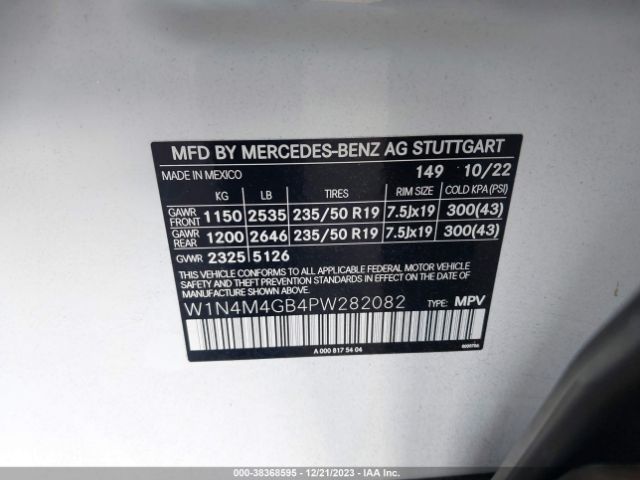 MFD BY MERCEDES-BENZ AG STUTTGART
MADE IN MEXICO 149 10/22
KG LB TIRES RIM SIZE COLD KPA (PSI)
GAWR FRONT 1150 2535 235/50 R19 7.5Jx19 300(43)
GAWR REAR 1200 2646 235/50 R19 7.5Jx19 300(43)
GVWR 2325 5126
THIS VEHICLE CONFORMS TO ALL APPLICABLE FEDERAL MOTOR VEHICLE
SAFETY AND THEFT PREVENTION STANDARDS IN EFFECT ON THE DATE OF
MANUFACTURE SHOWN ABOVE.
W1N4M4GB4PW282082 TYPE: MPV
A 000 817 54 04
000-38368595 - 12/21/2023 - IAA Inc.